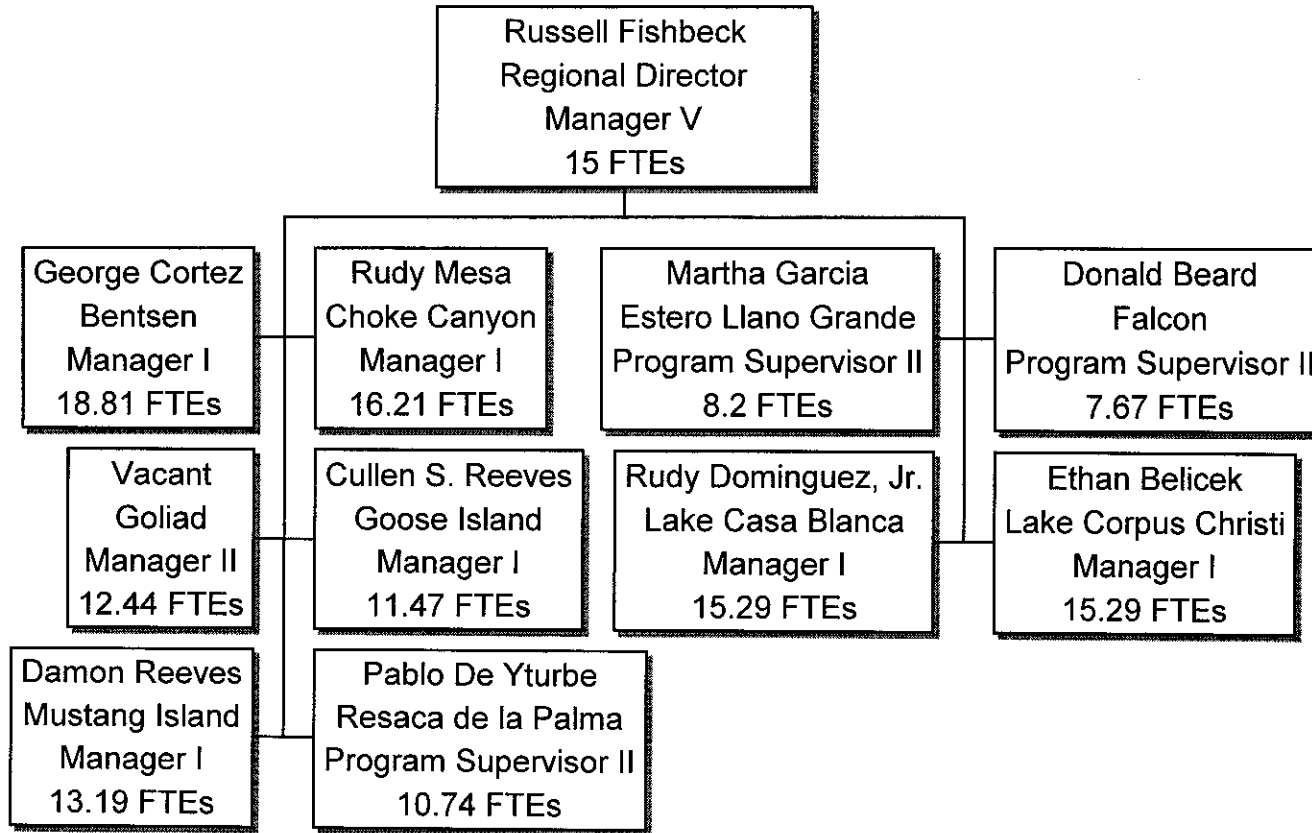 Russell Fishbeck
Regional Director
Manager V
15 FTEs
George Cortez
Bentsen
Manager I
18.81 FTEs
Rudy Mesa
Choke Canyon
Manager I
16.21 FTEs
Martha Garcia
Estero Llano Grande
Program Supervisor II
8.2 FTEs
Donald Beard
Falcon
Program Supervisor II
7.67 FTEs
Vacant
Goliad
Manager II
12.44 FTEs
Cullen S. Reeves
Goose Island
Manager I
11.47 FTEs
Rudy Dominguez, Jr.
Lake Casa Blanca
Manager I
15.29 FTEs
Ethan Belicek
Lake Corpus Christi
Manager I
15.29 FTEs
Damon Reeves
Mustang Island
Manager I
13.19 FTEs
Pablo De Yturbe
Resaca de la Palma
Program Supervisor II
10.74 FTEs